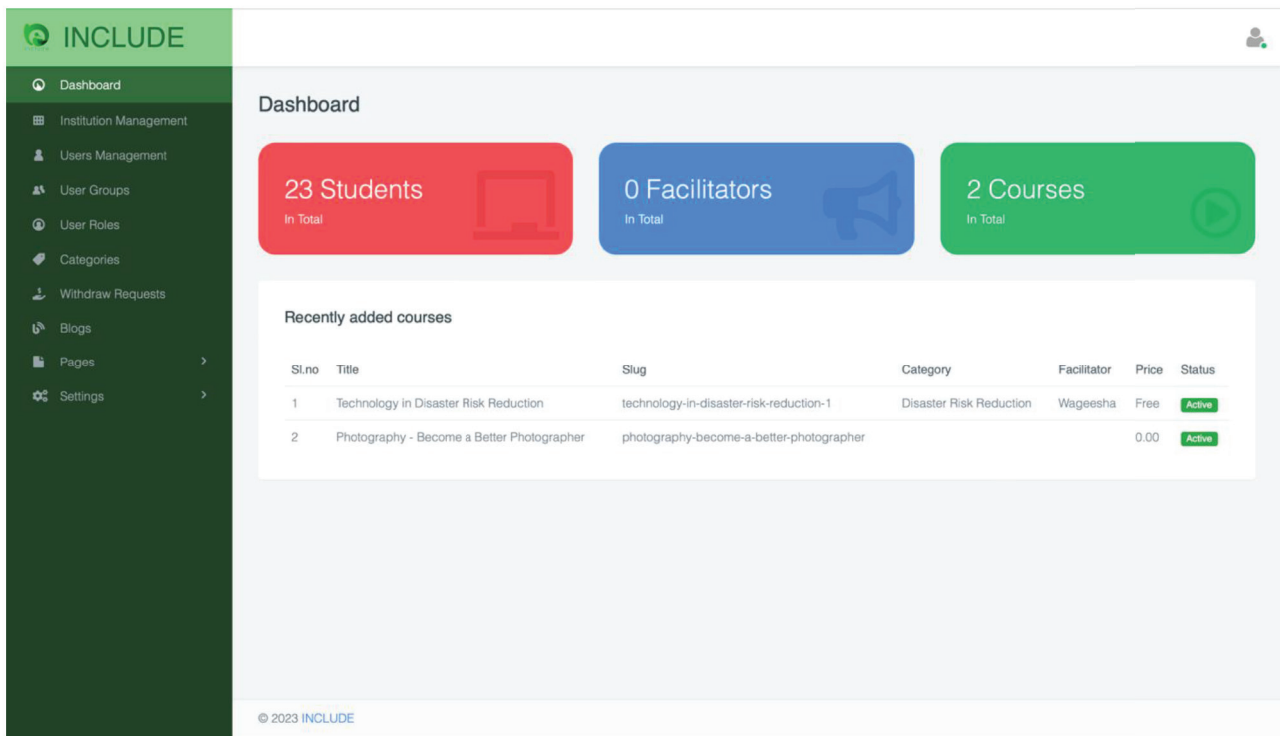 INCLUDE
Dashboard
Institution Management
Users Management
User Groups
User Roles
Categories
Withdraw Requests
Blogs
Pages
Settings
Dashboard
23 Students
In Total
0 Facilitators
In Total
2 Courses
In Total
Recently added courses
Sl.no Title Slug Category Facilitator Price Status
1 Technology in Disaster Risk Reduction technology-in-disaster-risk-reduction-1 Disaster Risk Reduction Wageesha Free Active
2 Photography - Become a Better Photographer photography-become-a-better-photographer 0.00 Active
© 2023 INCLUDE